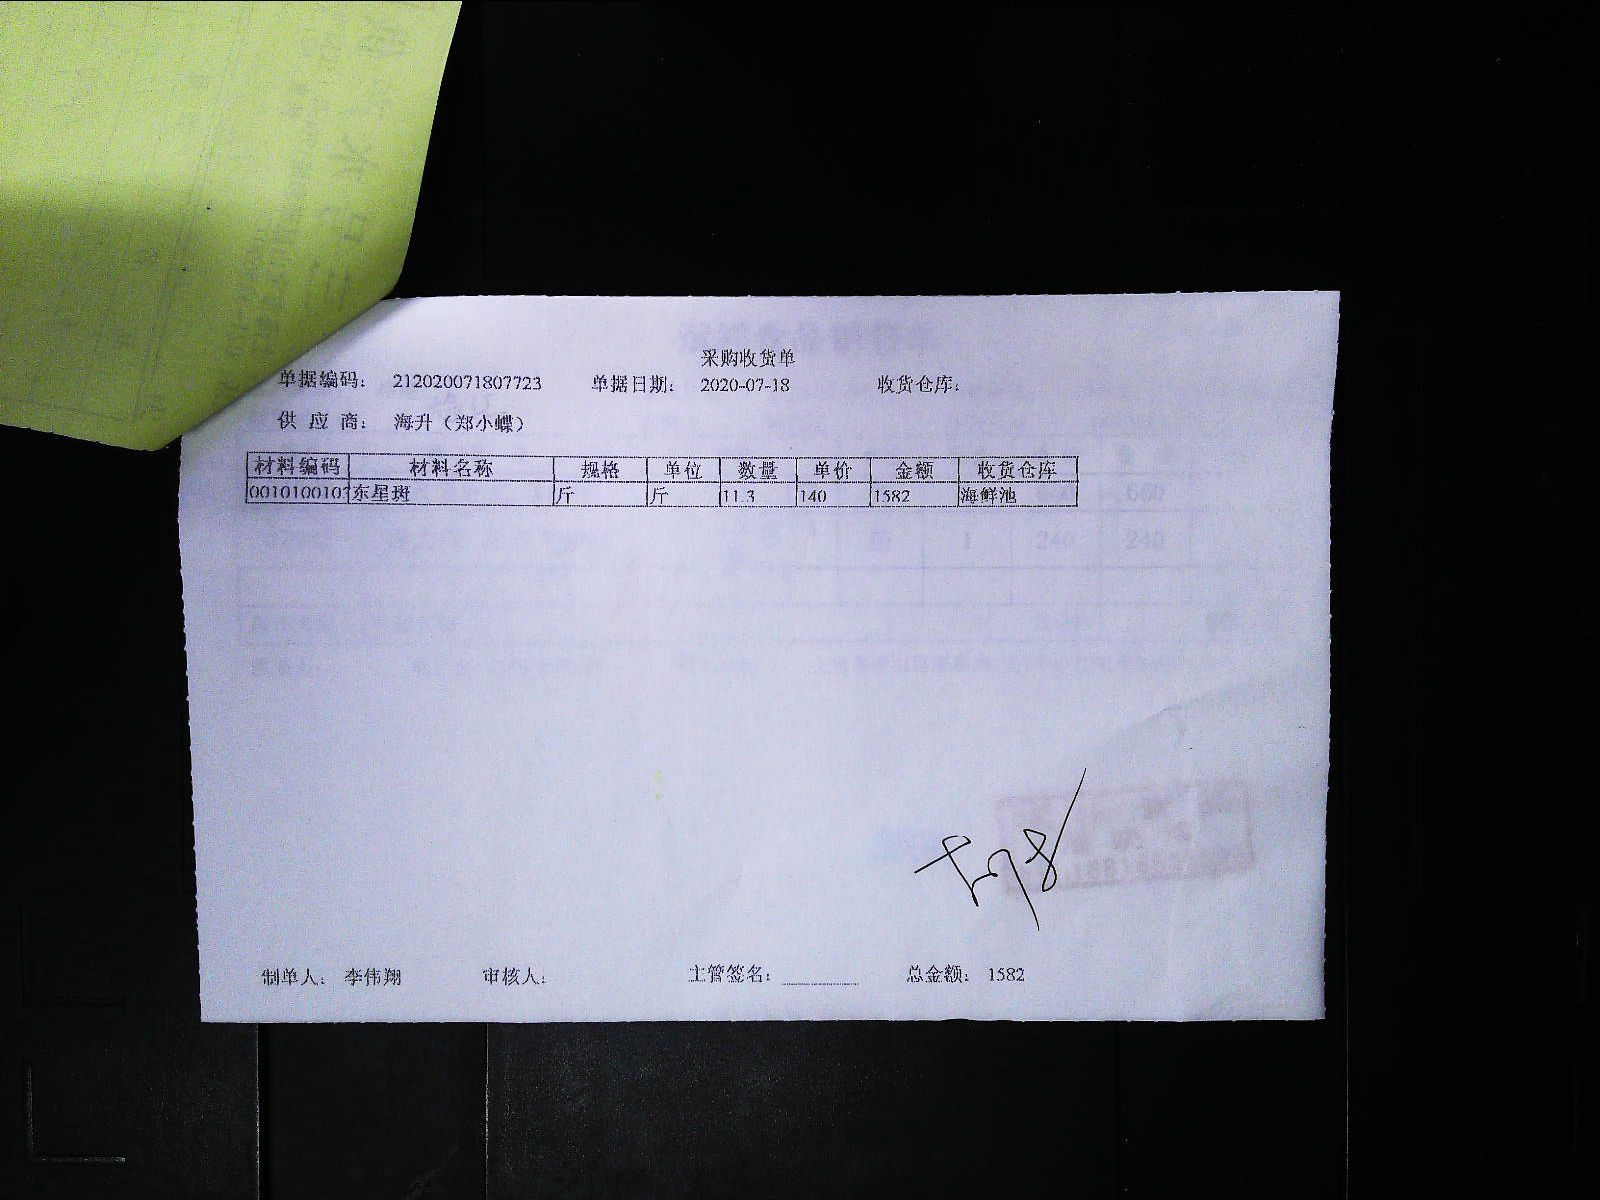 采购收货单
单据编码： 212020071807723 单据日期： 2020-07-18 收货仓库：
供 应 商： 海升（郑小蝶）
材料编码 材料名称 规格 单位 数量 单价 金额 收货仓库
0010100103 东星斑 斤 斤 11.3 140 1582 海鲜池
制单人： 李伟翔 审核人： 主管签名： 总金额： 1582